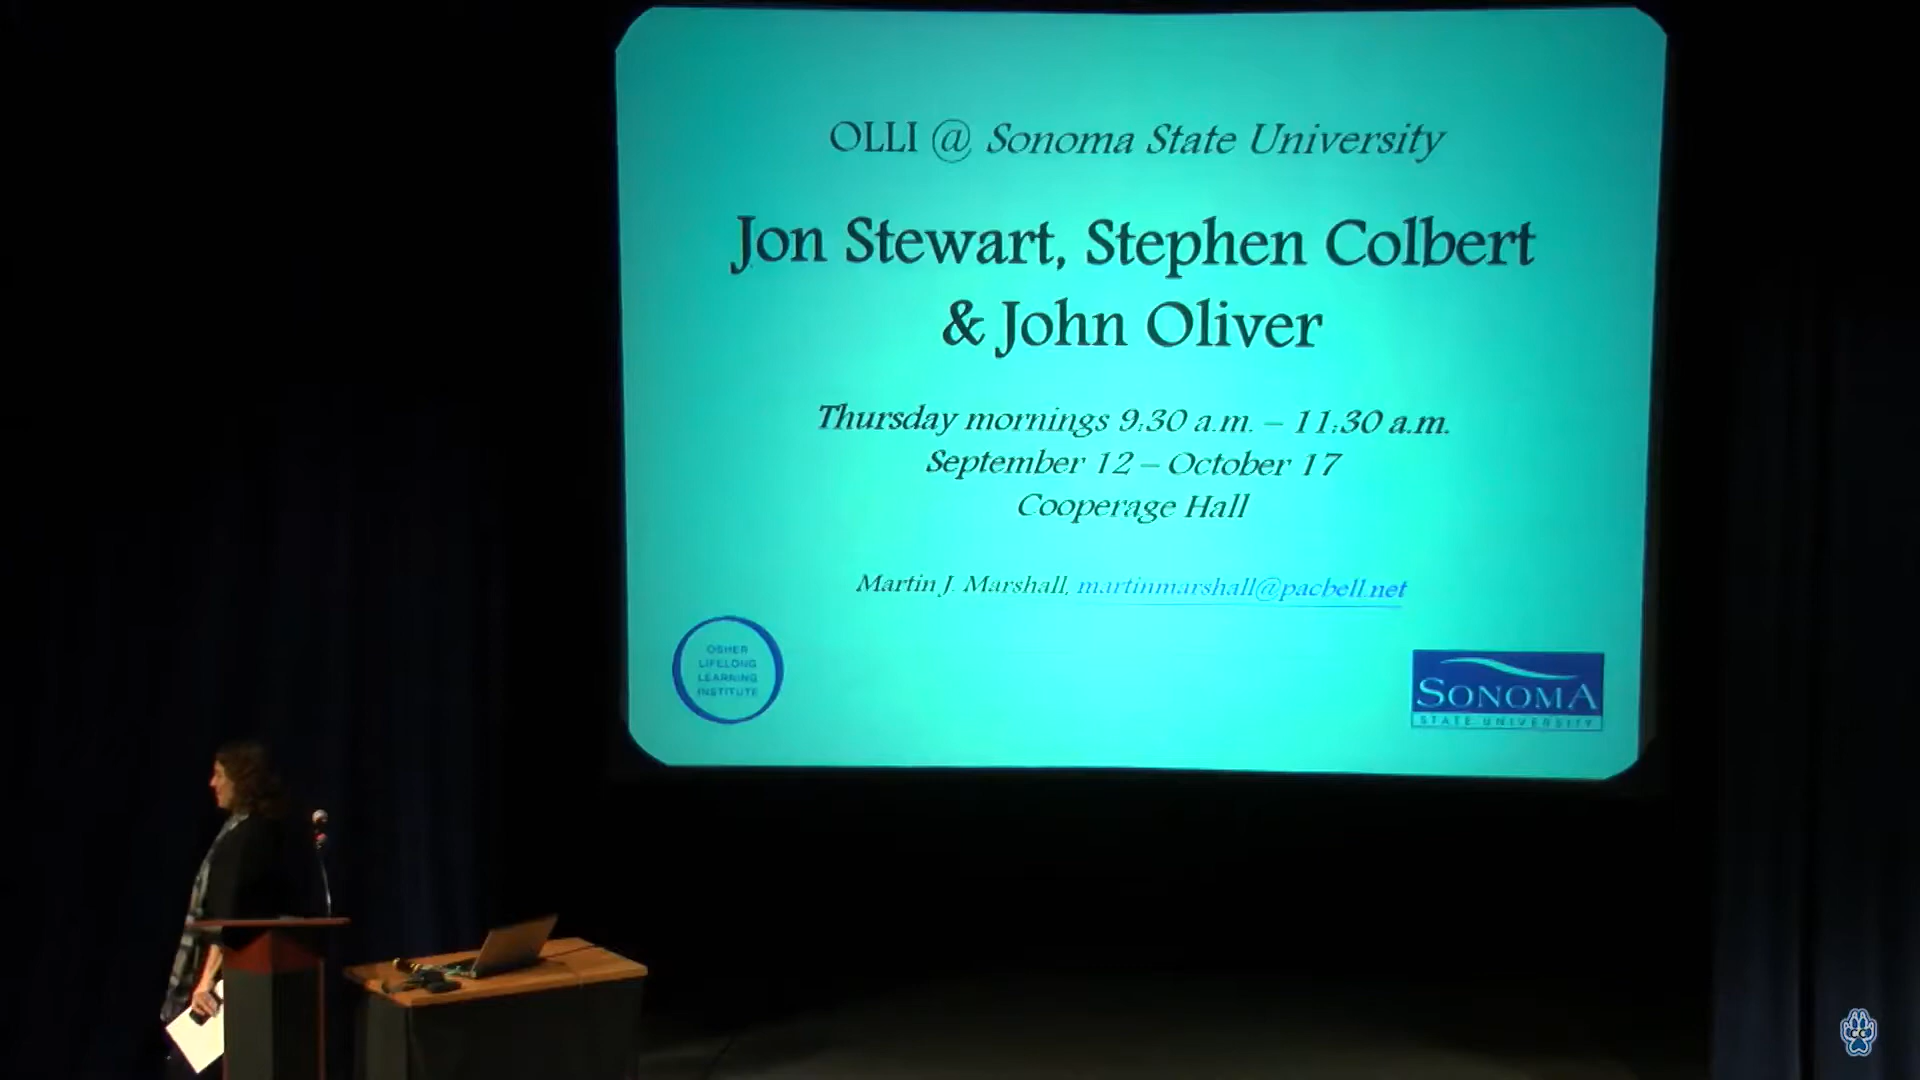 OLLI @ Sonoma State University
Jon Stewart, Stephen Colbert
& John Oliver
Thursday mornings 9:30 a.m. – 11:30 a.m.
September 12 – October 17
Cooperage Hall
Martin J. Marshall, martinmarshall@pacbell.net
OSHER
LIFELONG
LEARNING
INSTITUTE
SONOMA
STATE UNIVERSITY